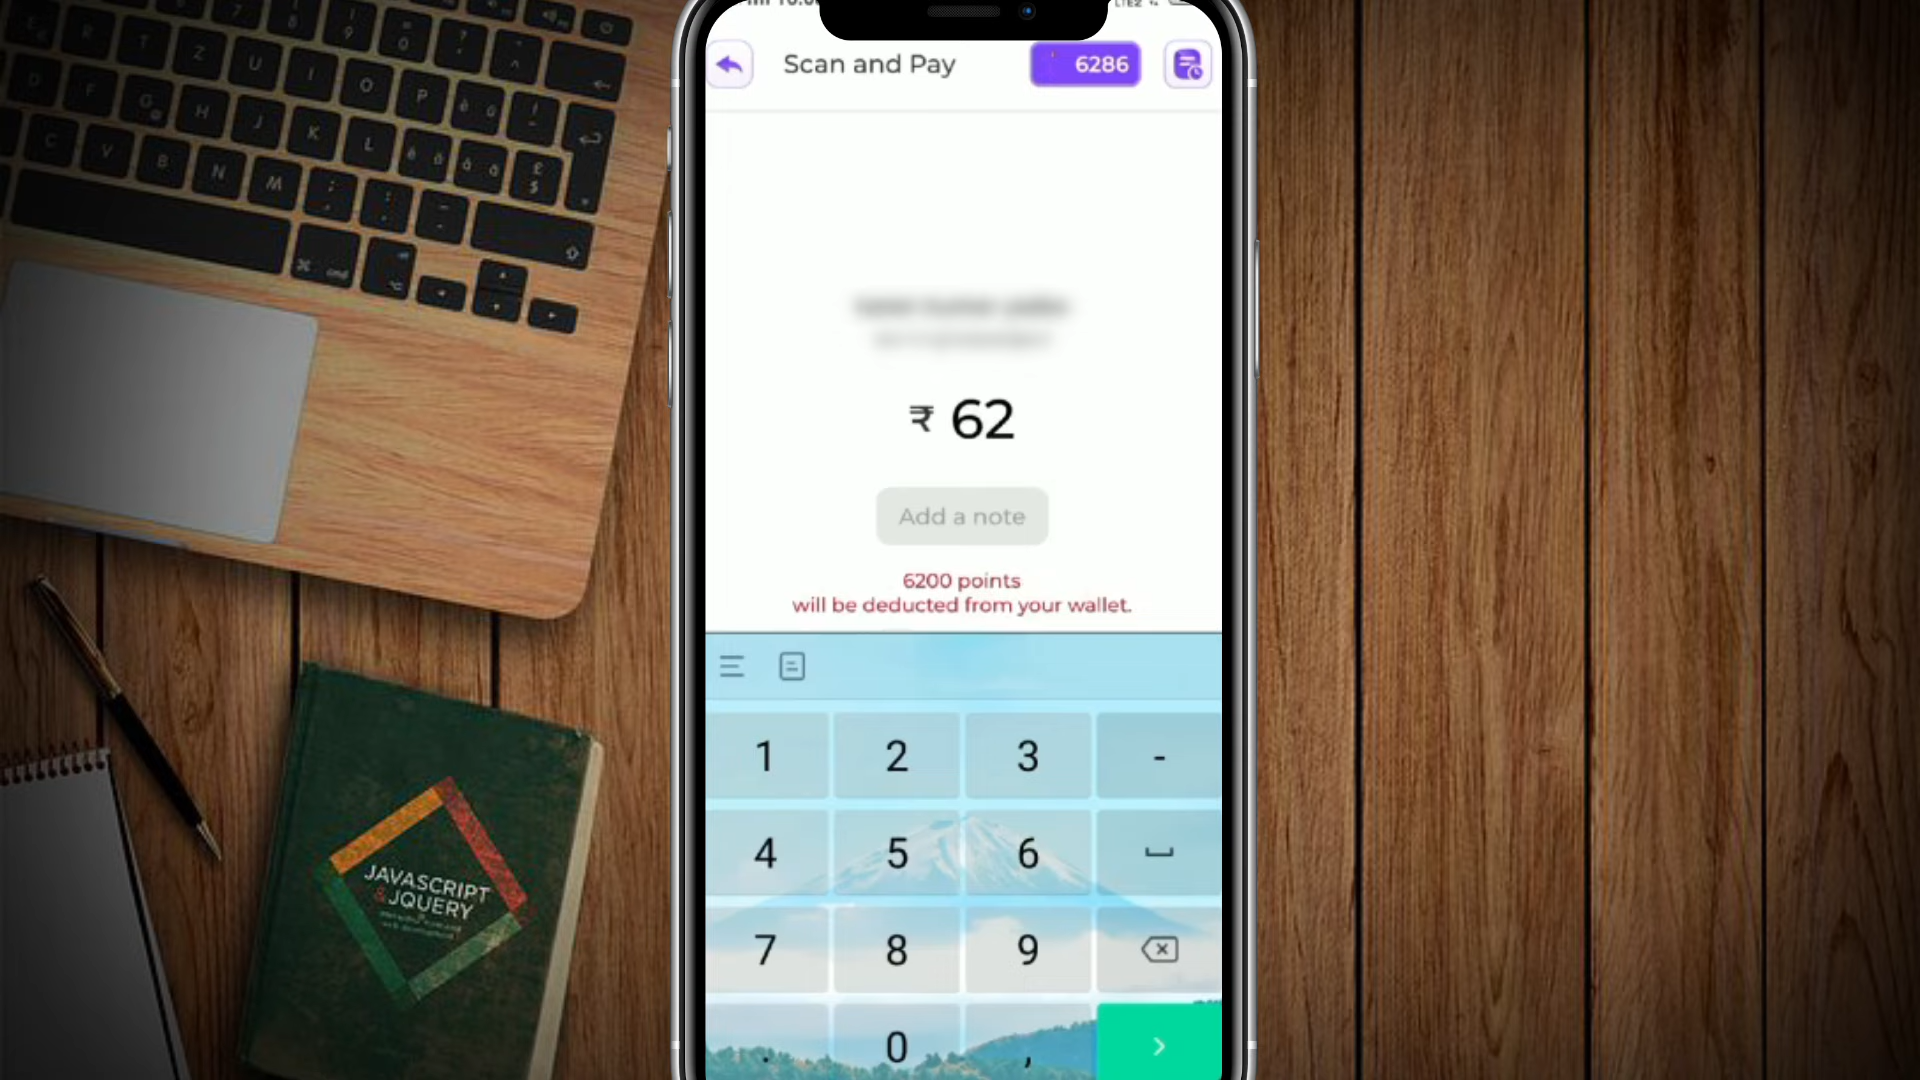 Scan and Pay
6286
₹ 62
Add a note
6200 points
will be deducted from your wallet.
1 2 3 -
4 5 6
7 8 9
. 0 ,
JAVASCRIPT
& JQUERY
R T Z U I O P
D F G H J K L
C V B N M
cmd